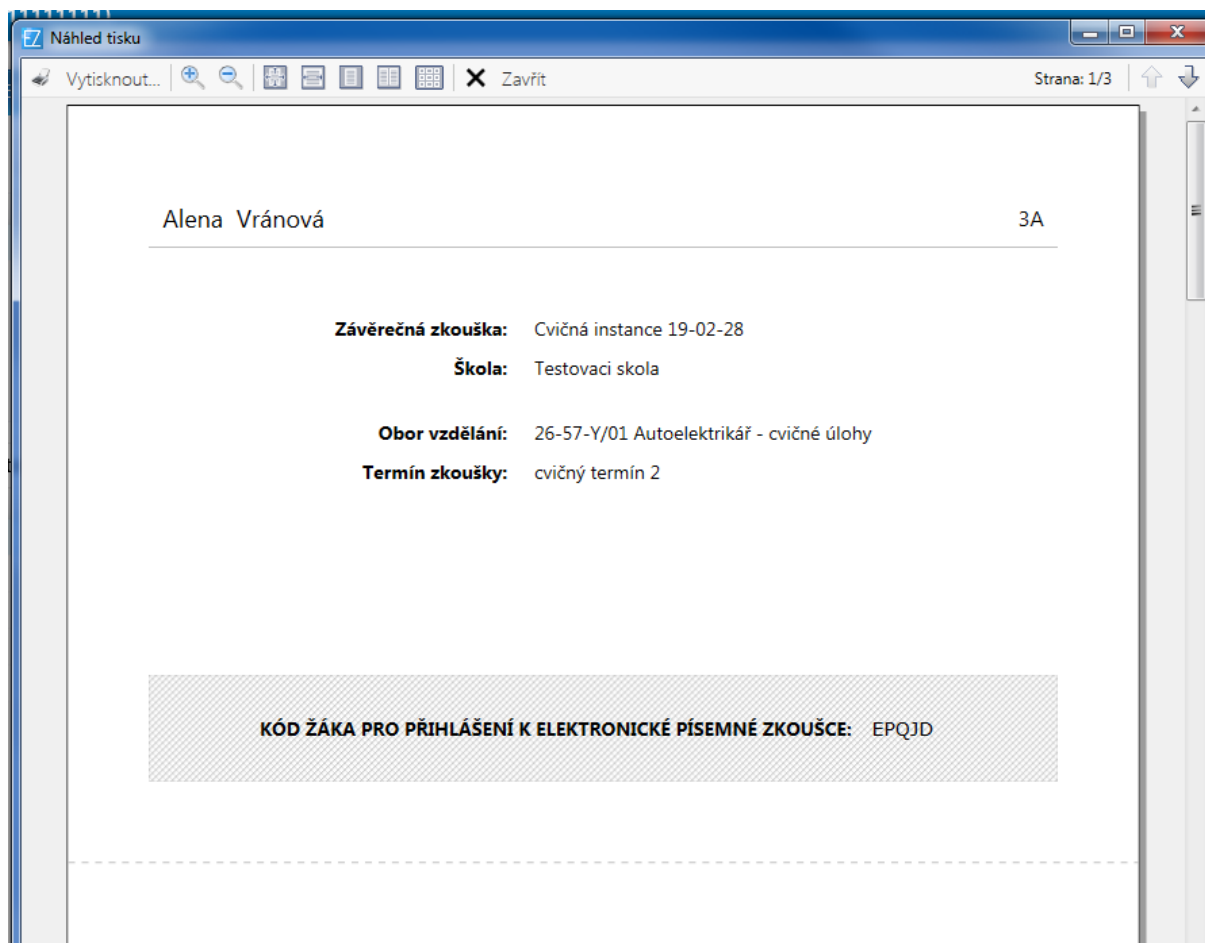 Náhled tisku
Vytisknout... Zavřít Strana: 1/3
Alena Vránová 3A
Závěrečná zkouška: Cvičná instance 19-02-28
Škola: Testovaci skola
Obor vzdělání: 26-57-Y/01 Autoelektrikář - cvičné úlohy
Termín zkoušky: cvičný termín 2
KÓD ŽÁKA PRO PŘIHLÁŠENÍ K ELEKTRONICKÉ PÍSEMNÉ ZKOUŠCE: EPQJD